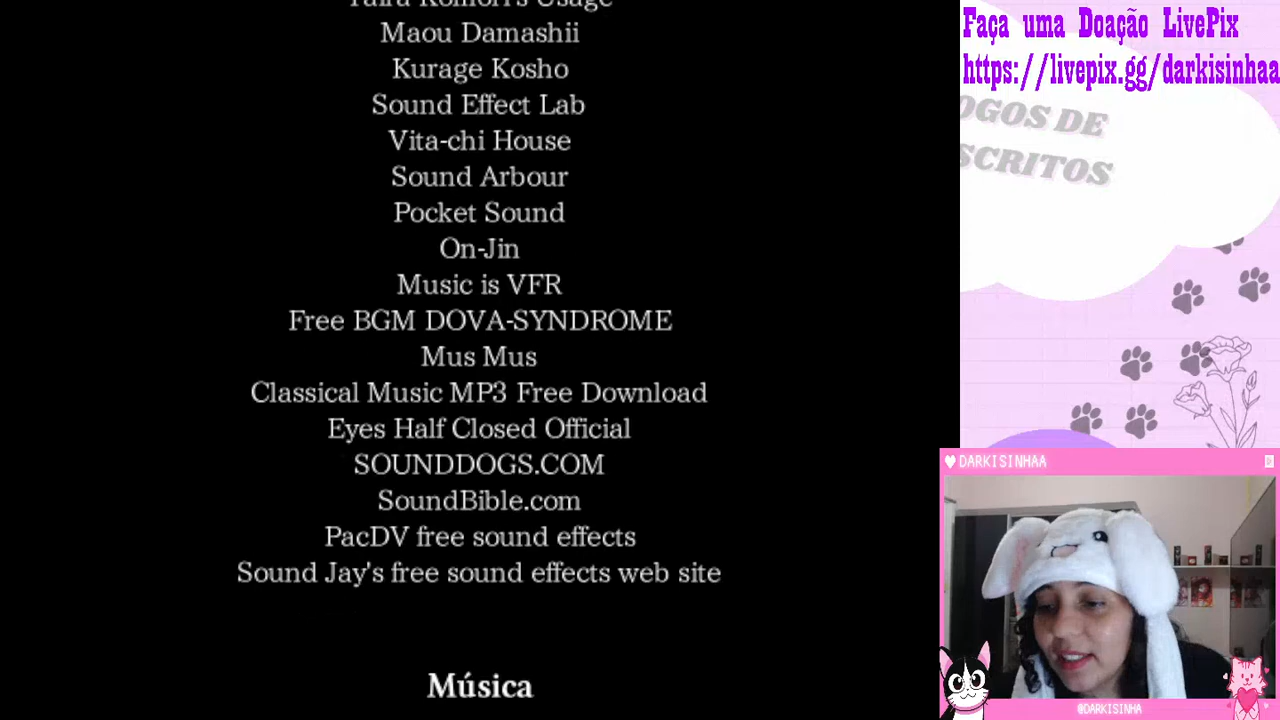 Taira Komori's Usage
Maou Damashii
Kurage Kosho
Sound Effect Lab
Vita-chi House
Sound Arbour
Pocket Sound
On-Jin
Music is VFR
Free BGM DOVA-SYNDROME
Mus Mus
Classical Music MP3 Free Download
Eyes Half Closed Official
SOUNDDOGS.COM
SoundBible.com
PacDV free sound effects
Sound Jay's free sound effects web site
Música
Faça uma Doação LivePix
https://livepix.gg/darkisinhaa
OGOS DE
SCRITOS
DARKISINHAA
@DARKISINHA